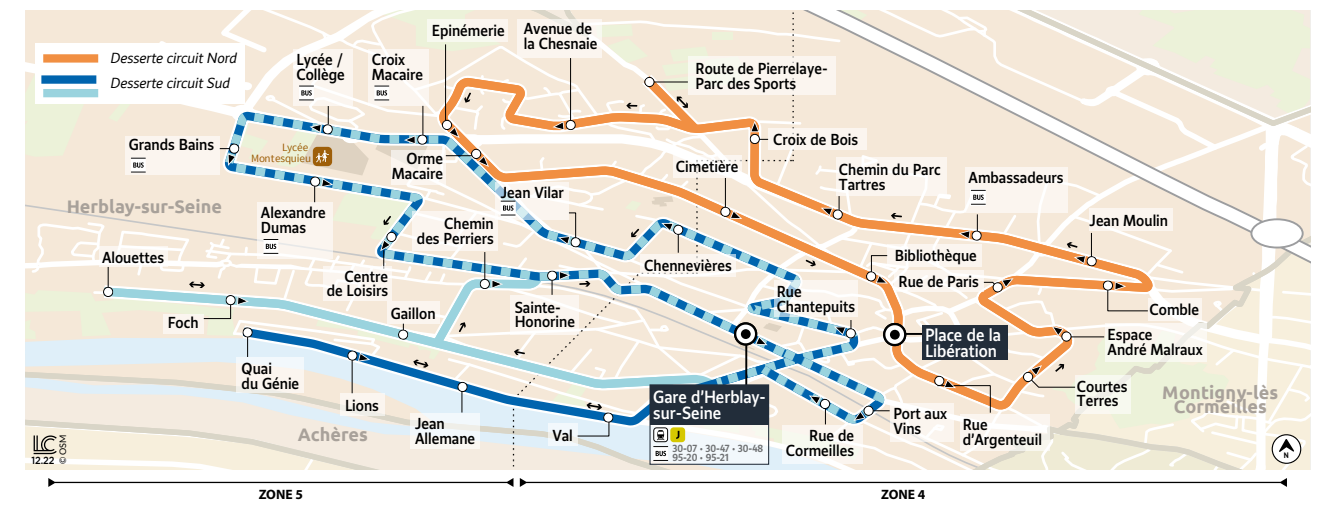 Desserte circuit Nord
Desserte circuit Sud
Epinémerie
Avenue de
la Chesnaie
Lycée /
Collège
BUS
Croix
Macaire
BUS
Route de Pierrelaye-
Parc des Sports
Grands Bains
BUS
Lycée
Montesquieu
Orme
Macaire
Croix de Bois
Cimetière
Chemin du Parc
Tartres
Ambassadeurs
BUS
Herblay-sur-Seine
Alexandre
Dumas
BUS
Jean Vilar
BUS
Chemin
des Perriers
Jean Moulin
Alouettes
Centre
de Loisirs
Chennevières
Bibliothèque
Rue de Paris
Rue
Chantepuits
Foch
Gaillon
Sainte-
Honorine
Comble
Place de la
Libération
Espace
André Malraux
Quai
du Génie
Lions
Jean
Allemane
Val
Gare d'Herblay-
sur-Seine
J
BUS
30-07 • 30-47 • 30-48
95-20 • 95-21
Rue de
Cormeilles
Port aux
Vins
Rue
d'Argenteuil
Courtes
Terres
Montigny-lès
Cormeilles
Achères
LC
12.22
© OSM
N
ZONE 5
ZONE 4